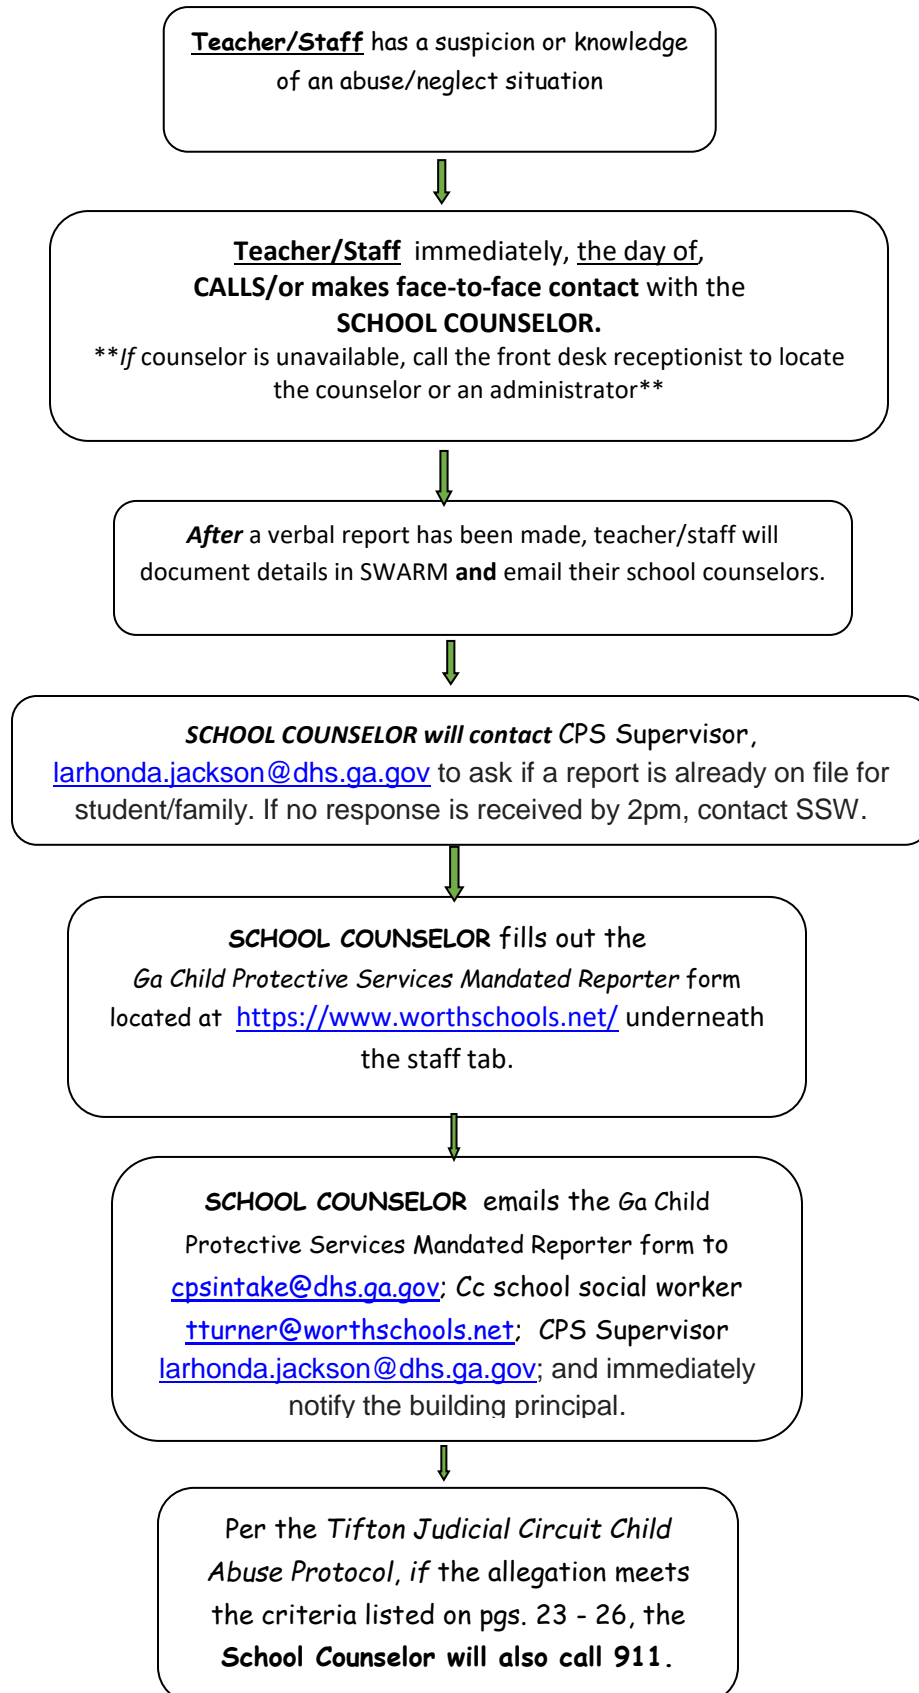 Teacher/Staff has a suspicion or knowledge
of an abuse/neglect situation
Teacher/Staff immediately, the day of,
CALLS/or makes face-to-face contact with the
SCHOOL COUNSELOR.
**If counselor is unavailable, call the front desk receptionist to locate
the counselor or an administrator**
After a verbal report has been made, teacher/staff will
document details in SWARM and email their school counselors.
SCHOOL COUNSELOR will contact CPS Supervisor,
larhonda.jackson@dhs.ga.gov to ask if a report is already on file for
student/family. If no response is received by 2pm, contact SSW.
SCHOOL COUNSELOR fills out the
Ga Child Protective Services Mandated Reporter form
located at https://www.worthschools.net/ underneath
the staff tab.
SCHOOL COUNSELOR emails the Ga Child
Protective Services Mandated Reporter form to
cpsintake@dhs.ga.gov; Cc school social worker
tturner@worthschools.net; CPS Supervisor
larhonda.jackson@dhs.ga.gov; and immediately
notify the building principal.
Per the Tifton Judicial Circuit Child
Abuse Protocol, if the allegation meets
the criteria listed on pgs. 23 - 26, the
School Counselor will also call 911.